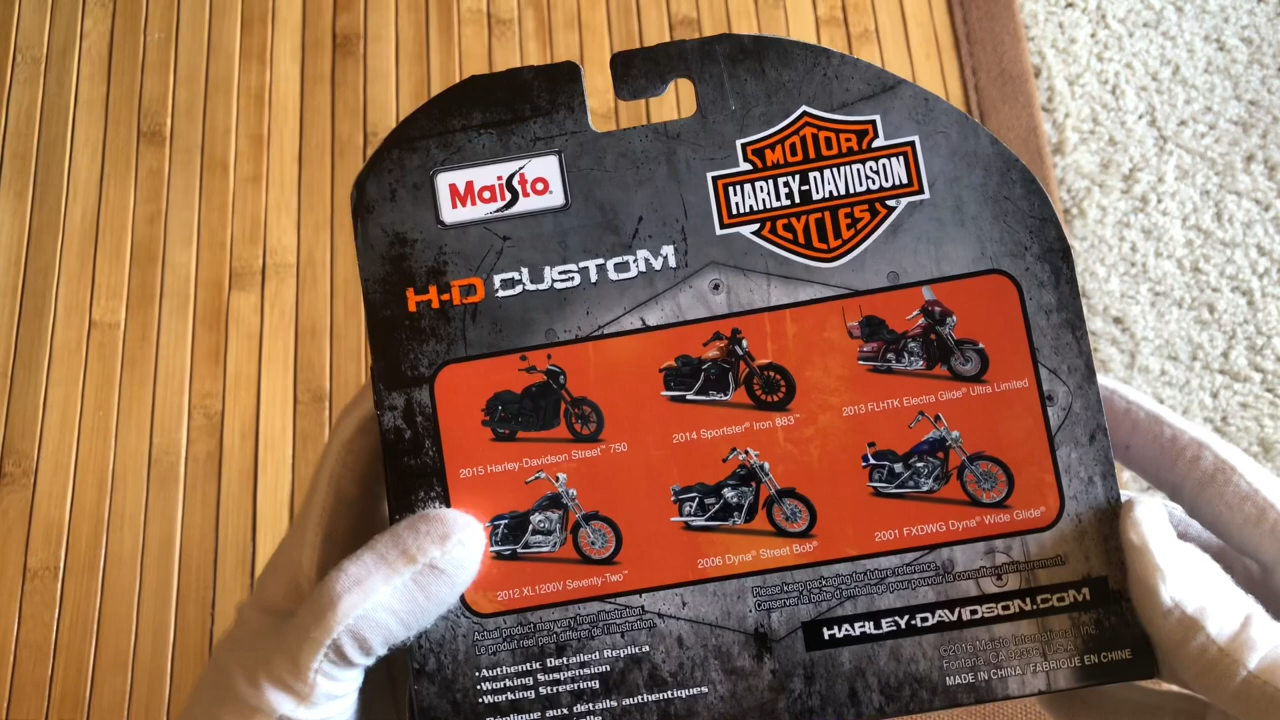 Maisto®
MOTOR
HARLEY-DAVIDSON
CYCLES®
H-D CUSTOM
2015 Harley-Davidson Street™ 750
2014 Sportster® Iron 883™
2013 FLHTK Electra Glide® Ultra Limited
2012 XL1200V Seventy-Two™
2006 Dyna® Street Bob®
2001 FXDWG Dyna® Wide Glide®
Please keep packaging for future reference.
Conserver la boîte d'emballage pour pouvoir la consulter ultérieurement.
Actual product may vary from illustration.
Le produit réel peut différer de l'illustration.
HARLEY-DAVIDSON.COM
•Authentic Detailed Replica
•Working Suspension
•Working Streering
©2016 Maisto International, Inc.
Fontana, CA 92336, U.S.A.
MADE IN CHINA / FABRIQUÉ EN CHINE
•Réplique aux détails authentiques